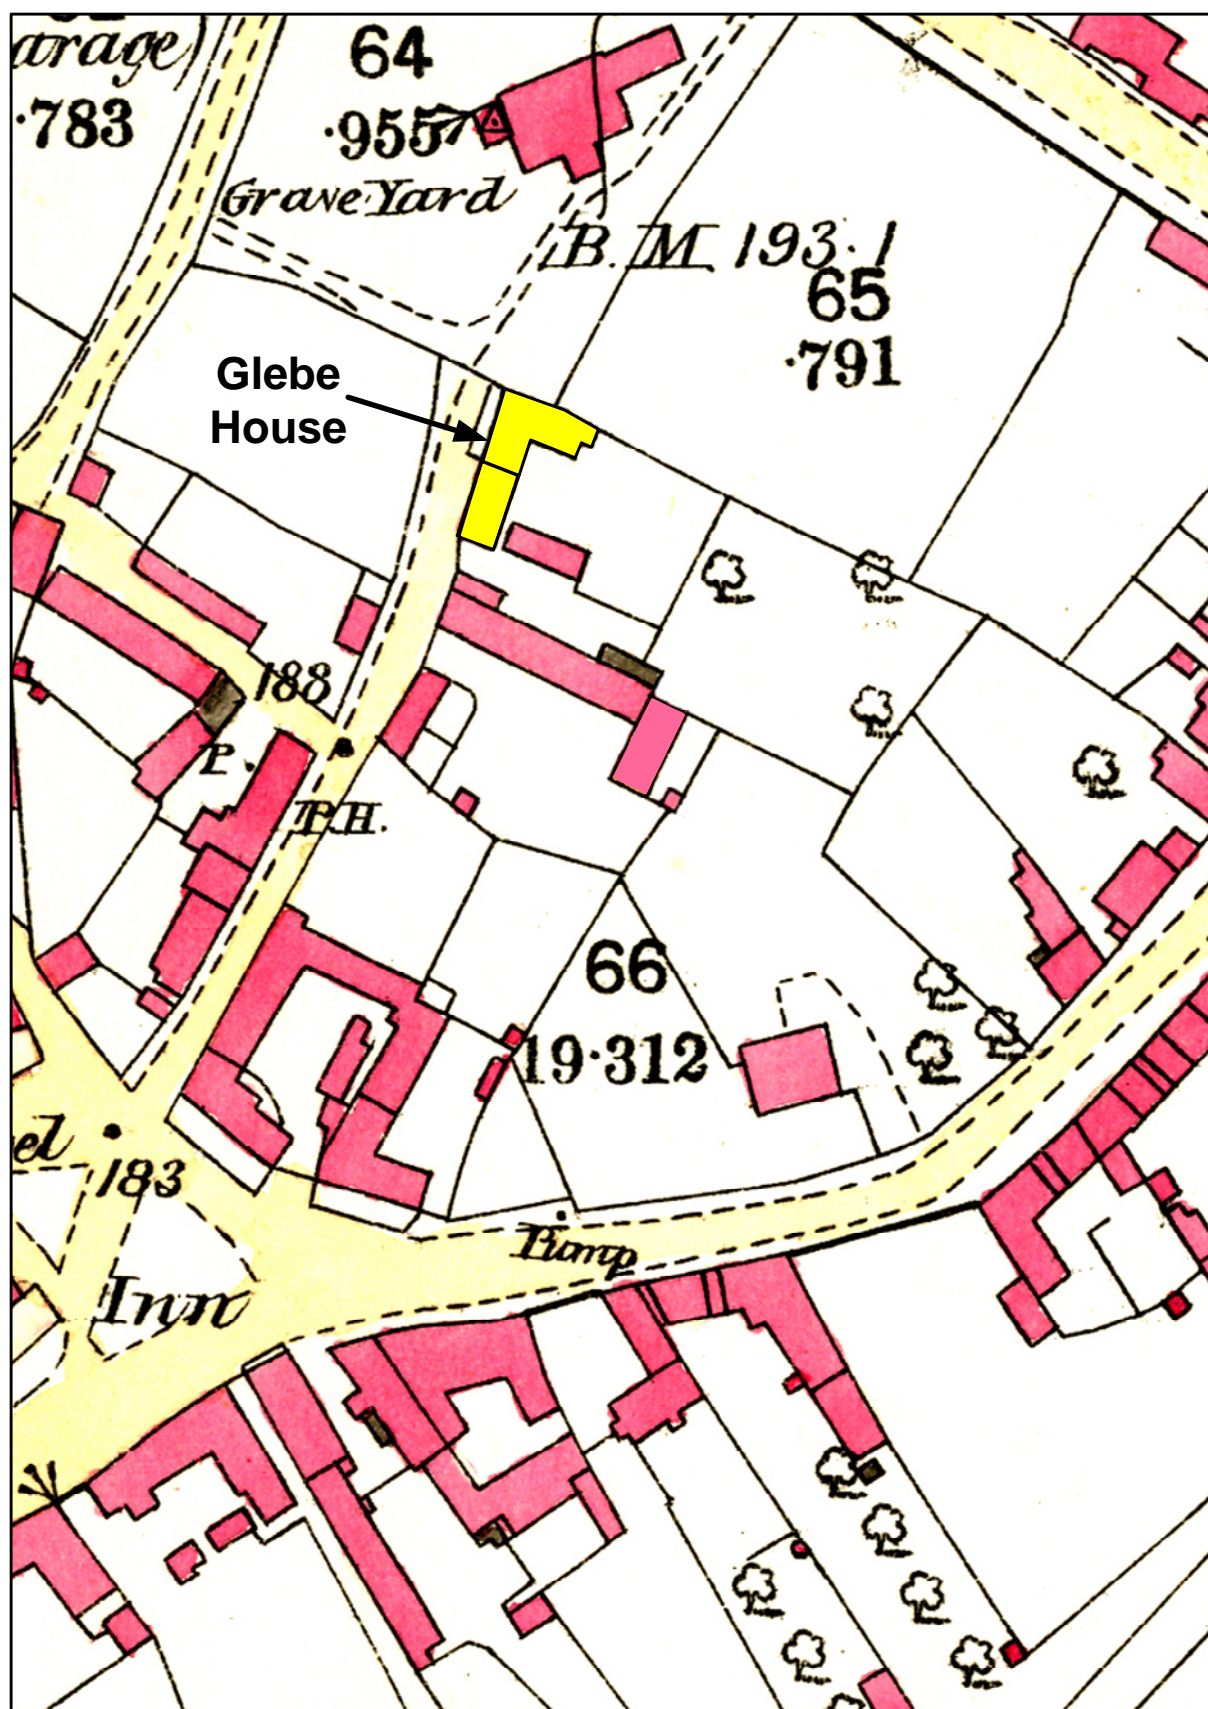 arage)
·783
64
·955
Grave Yard
B. M. 193·1
65
·791
Glebe
House
188
P.
P.H.
66
19·312
el
183
Pump
Inn